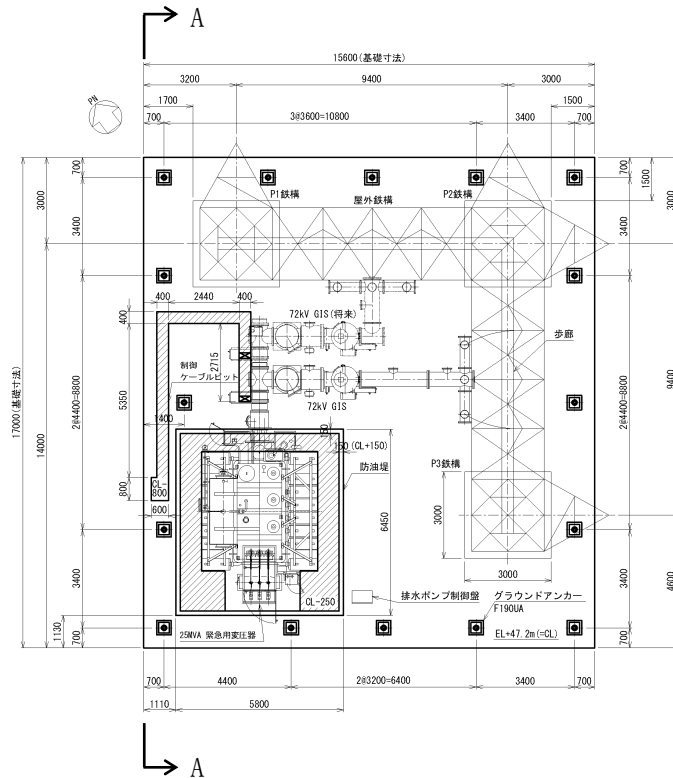 A
15600(基礎寸法)
3200
9400
3000
1700
1500
PN
700
3@3600=10800
3400
700
700
700
3000
1500
3000
P1鉄構
屋外鉄構
P2鉄構
3400
3400
400
2440
400
400
72kV GIS(将来)
歩廊
制御
ケーブルピット
2715
72kV GIS
17000(基礎寸法)
14000
2@4400=8800
5350
1400
2@4400=8800
9400
150(CL+150)
防油堤
P3鉄構
CL-
800
800
600
6450
3000
3000
3400
3400
4600
CL-250
排水ポンプ制御盤
グラウンドアンカー
F190UA
1130
25MVA 緊急用変圧器
EL+47.2m(=CL)
700
700
700
4400
2@3200=6400
3400
700
1110
5800
A